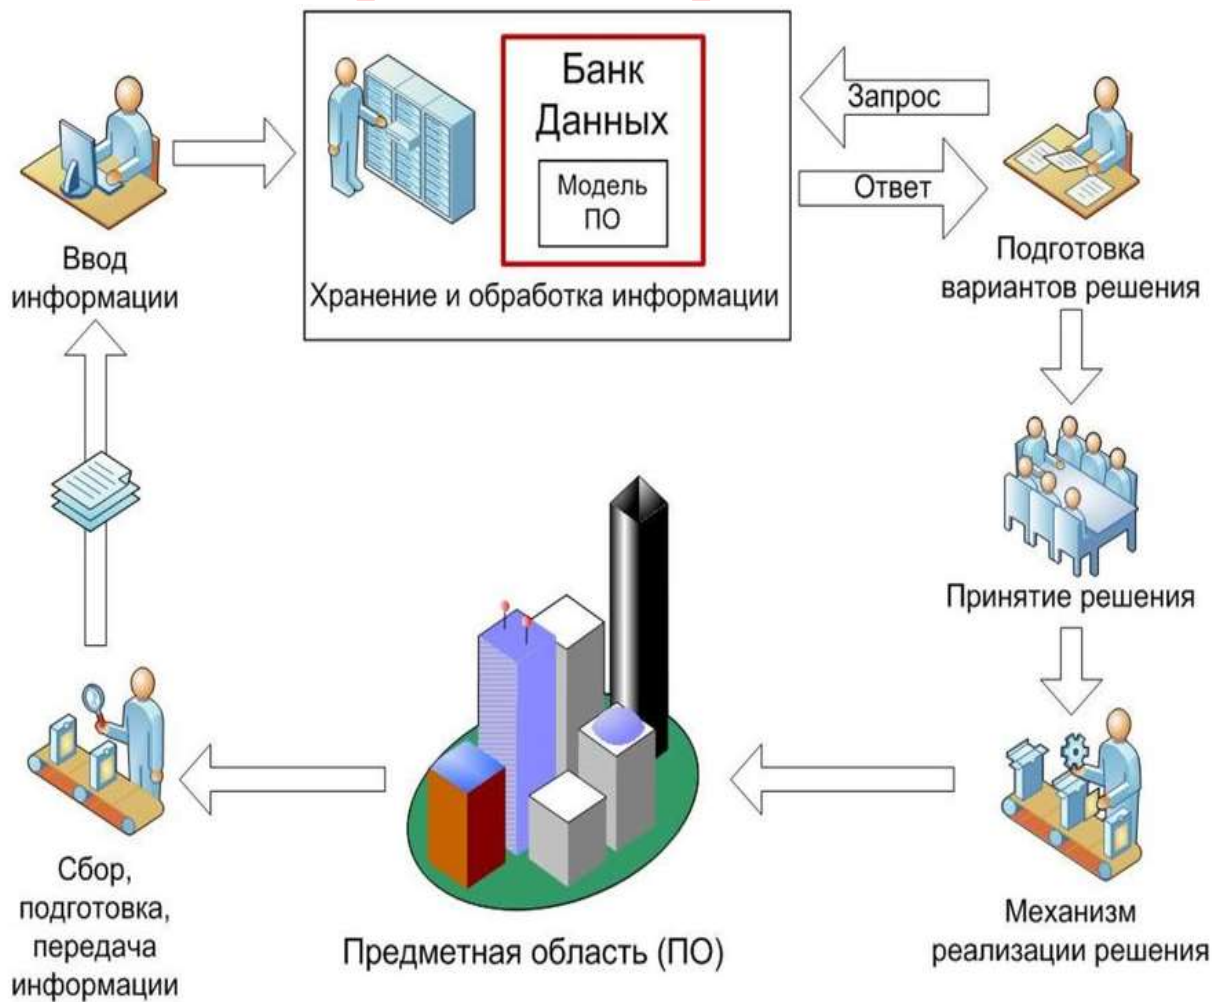 Банк
Данных
Модель
ПО
Хранение и обработка информации
Запрос
Ответ
Ввод
информации
Подготовка
вариантов решения
Принятие решения
Механизм
реализации решения
Предметная область (ПО)
Сбор,
подготовка,
передача
информации